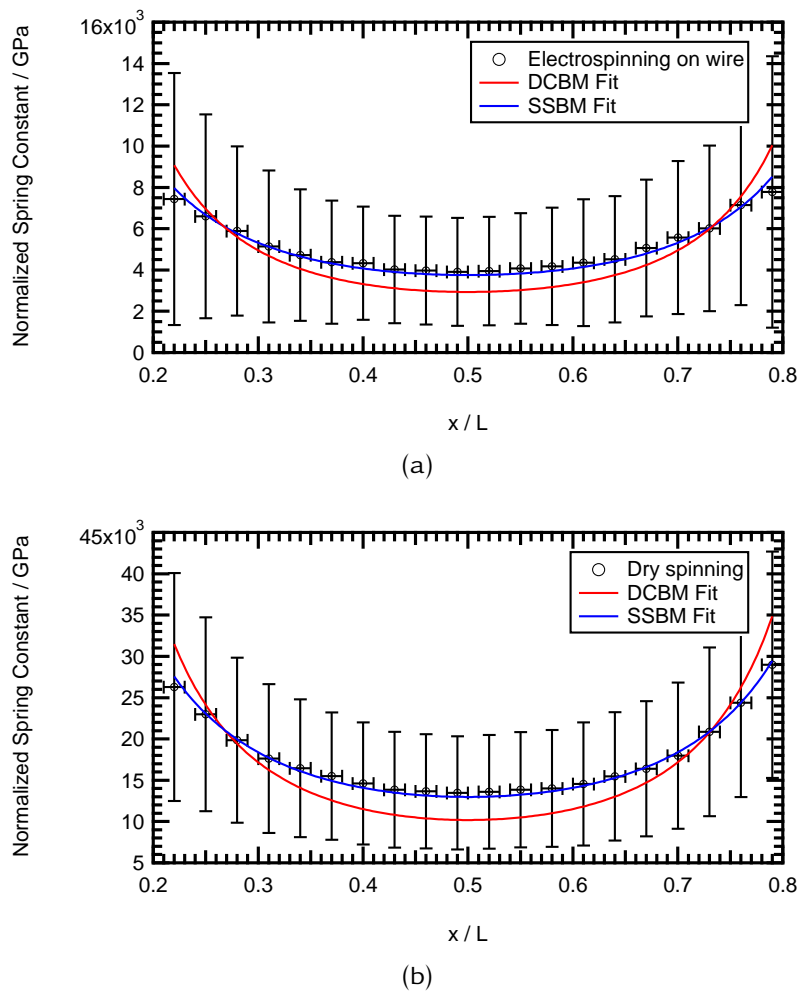 16x10³
14
12
10
8
6
4
2
0
Normalized Spring Constant / GPa
Electrospinning on wire
DCBM Fit
SSBM Fit
0.2 0.3 0.4 0.5 0.6 0.7 0.8
x / L
(a)
45x10³
40
35
30
25
20
15
10
5
Normalized Spring Constant / GPa
Dry spinning
DCBM Fit
SSBM Fit
0.2 0.3 0.4 0.5 0.6 0.7 0.8
x / L
(b)